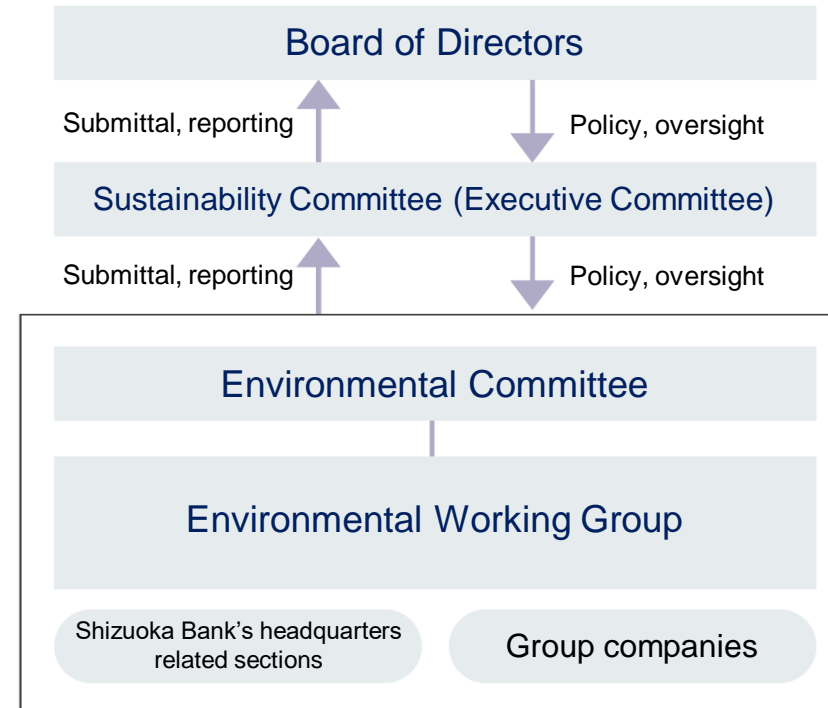 Board of Directors
Submittal, reporting
Policy, oversight
Sustainability Committee (Executive Committee)
Submittal, reporting
Policy, oversight
Environmental Committee
Environmental Working Group
Shizuoka Bank’s headquarters
related sections
Group companies